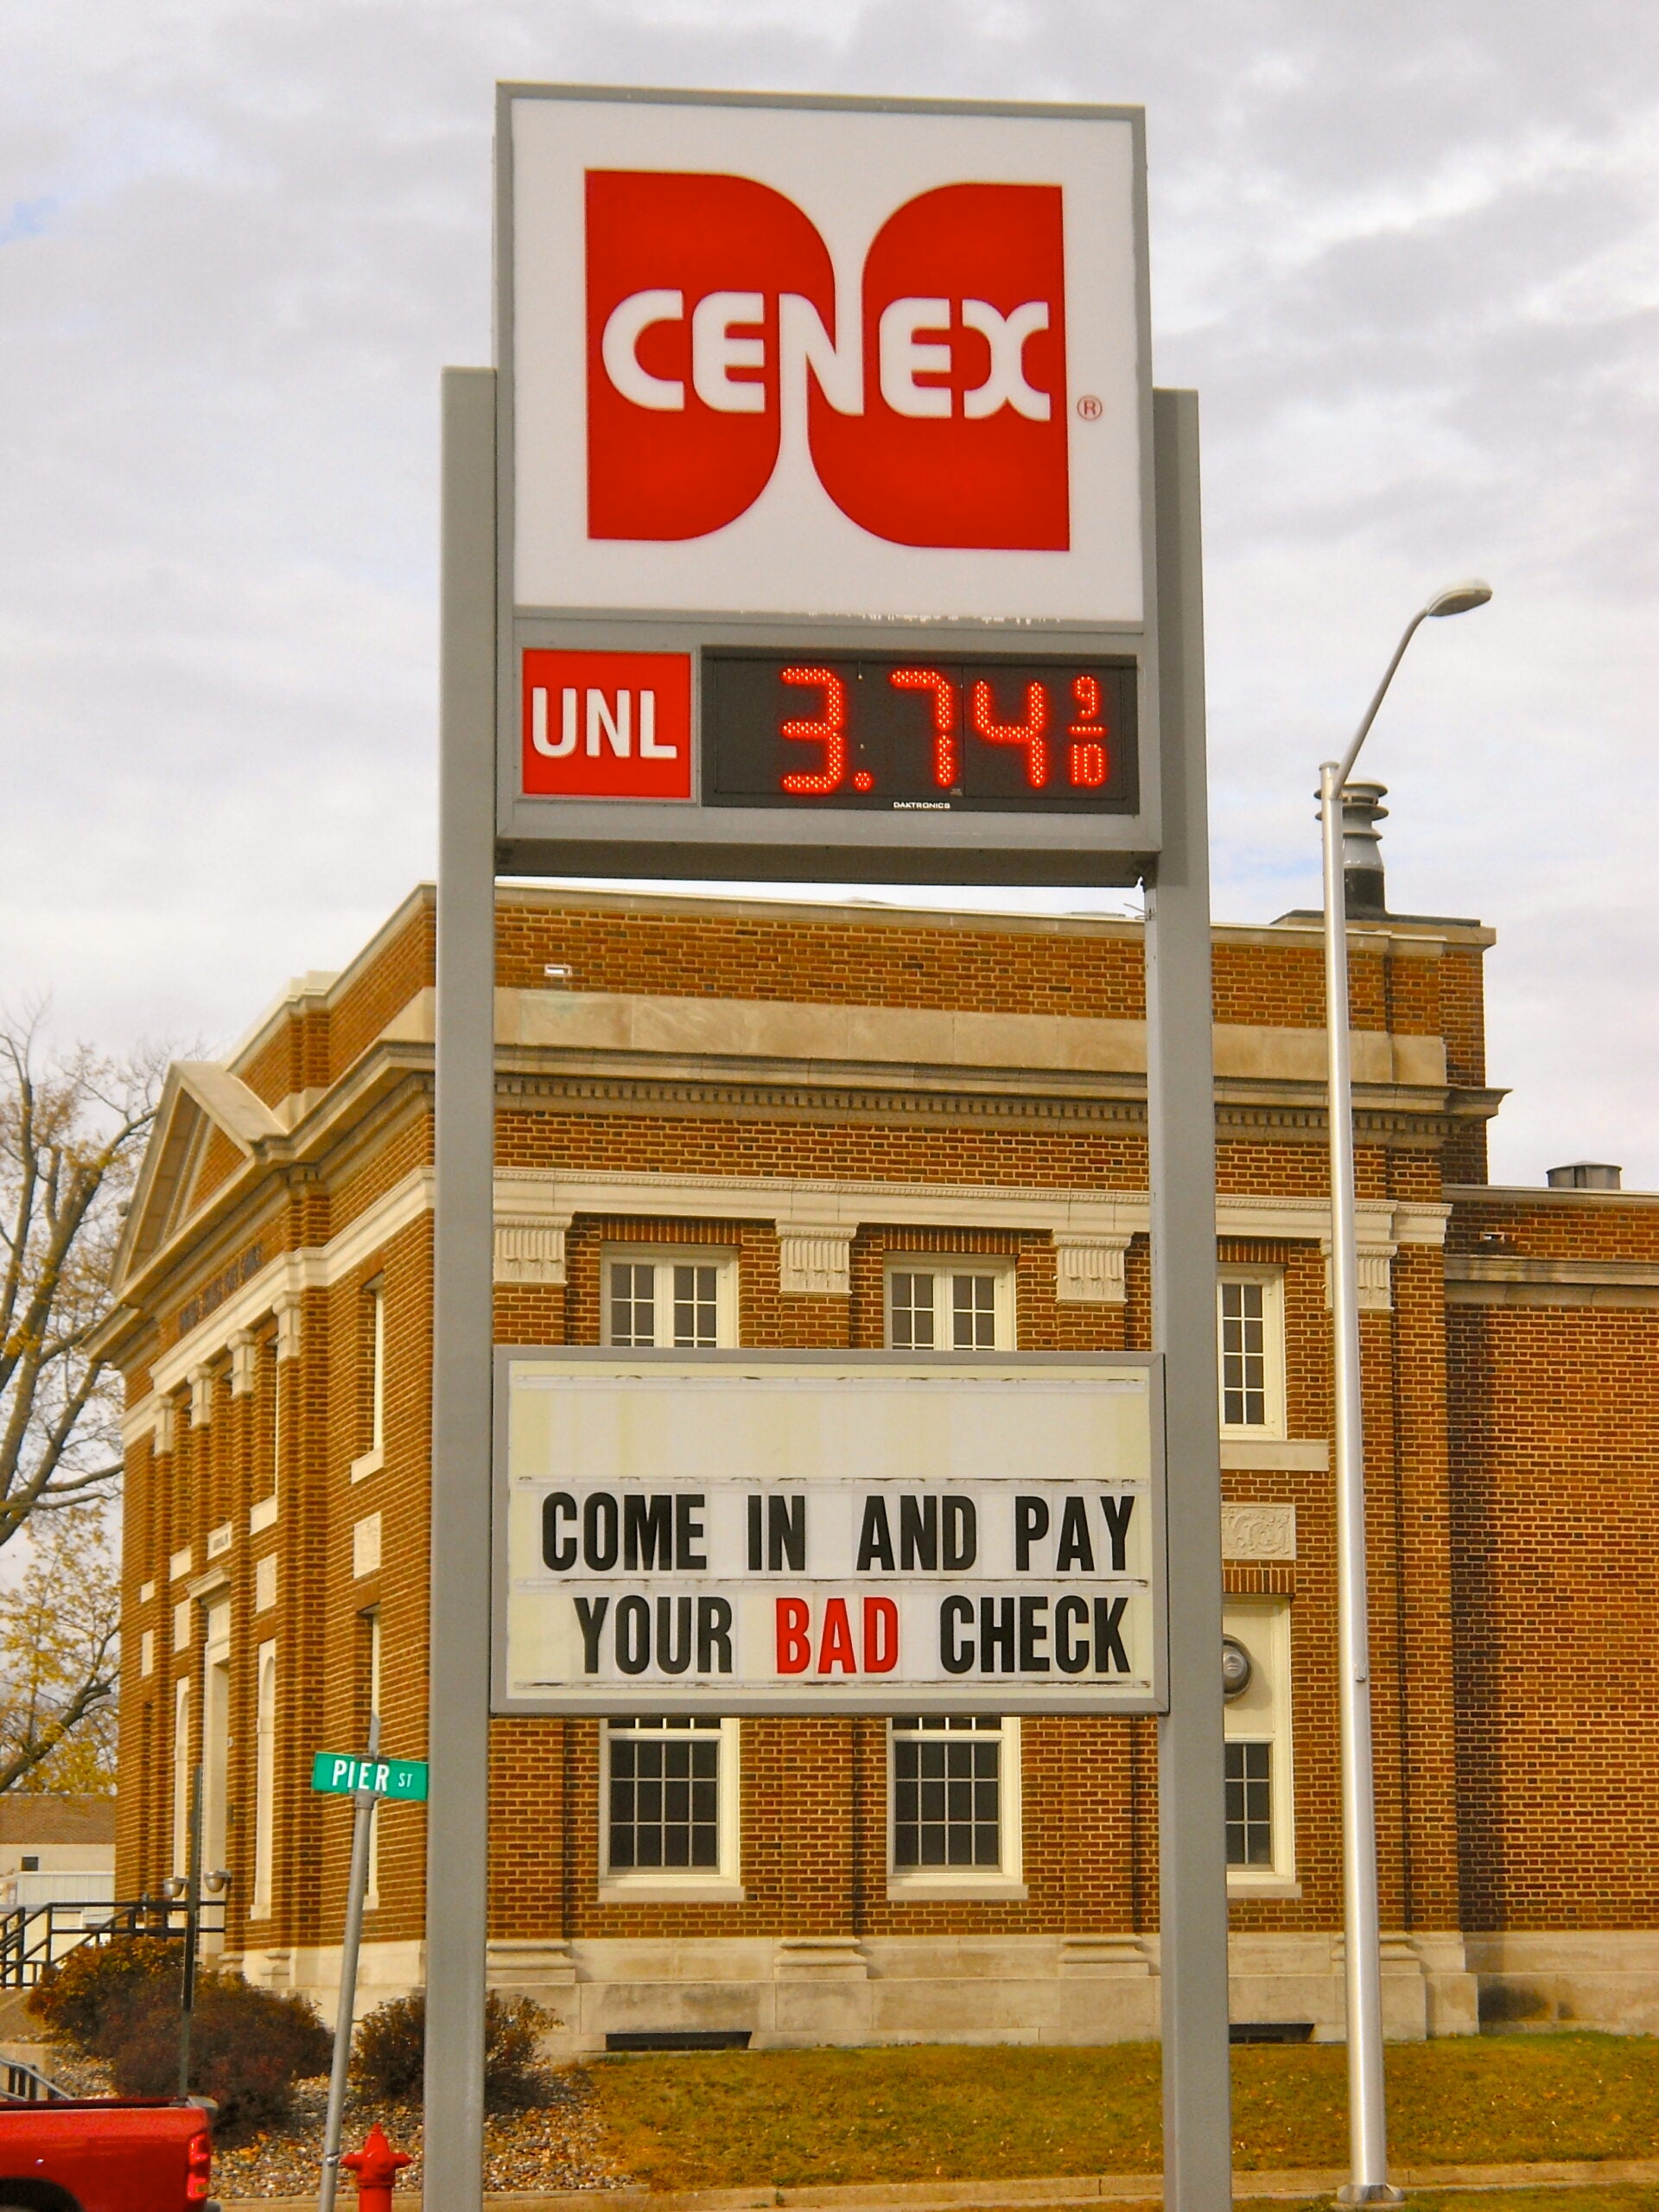 CENEX®
UNL 3.74 9/10
DAKTRONICS
COME IN AND PAY
YOUR BAD CHECK
PIER ST